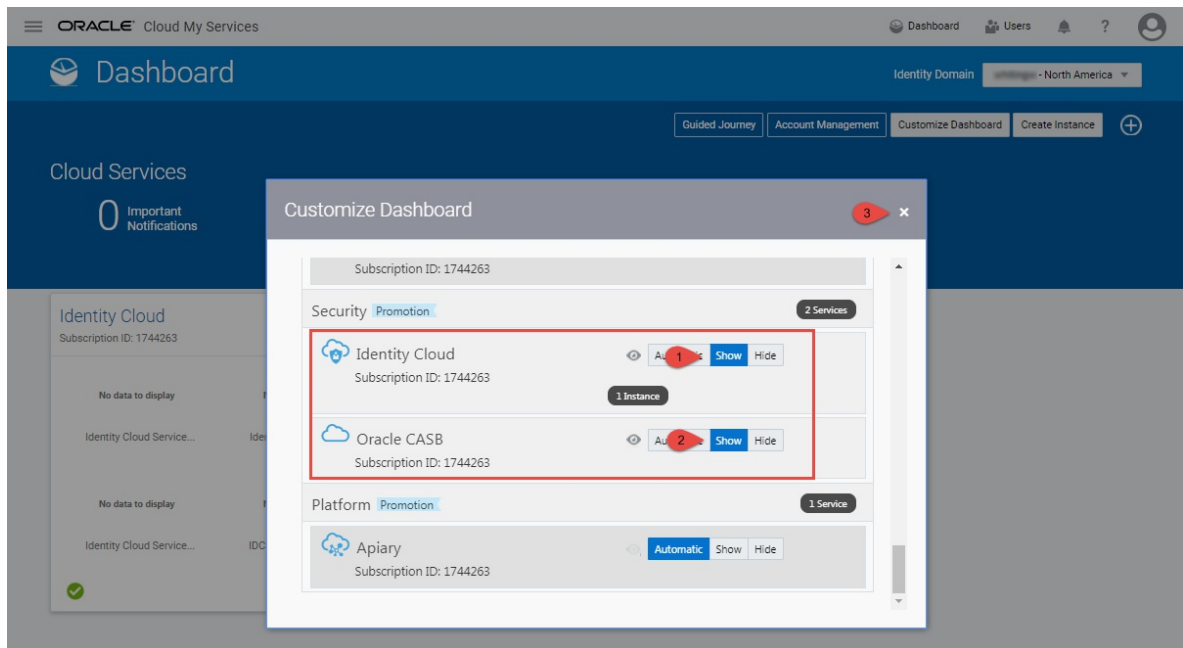 ORACLE Cloud My Services
Dashboard
Users
?
Dashboard
Identity Domain
- North America
Guided Journey
Account Management
Customize Dashboard
Create Instance
Cloud Services
0 Important
Notifications
Customize Dashboard
3
×
Subscription ID: 1744263
Security Promotion
2 Services
Identity Cloud
1
Show
Hide
Subscription ID: 1744263
1 Instance
Oracle CASB
2
Show
Hide
Subscription ID: 1744263
Platform Promotion
1 Service
Apiary
Automatic
Show
Hide
Subscription ID: 1744263
Identity Cloud
Subscription ID: 1744263
No data to display
Identity Cloud Service...
No data to display
Identity Cloud Service...
IDC